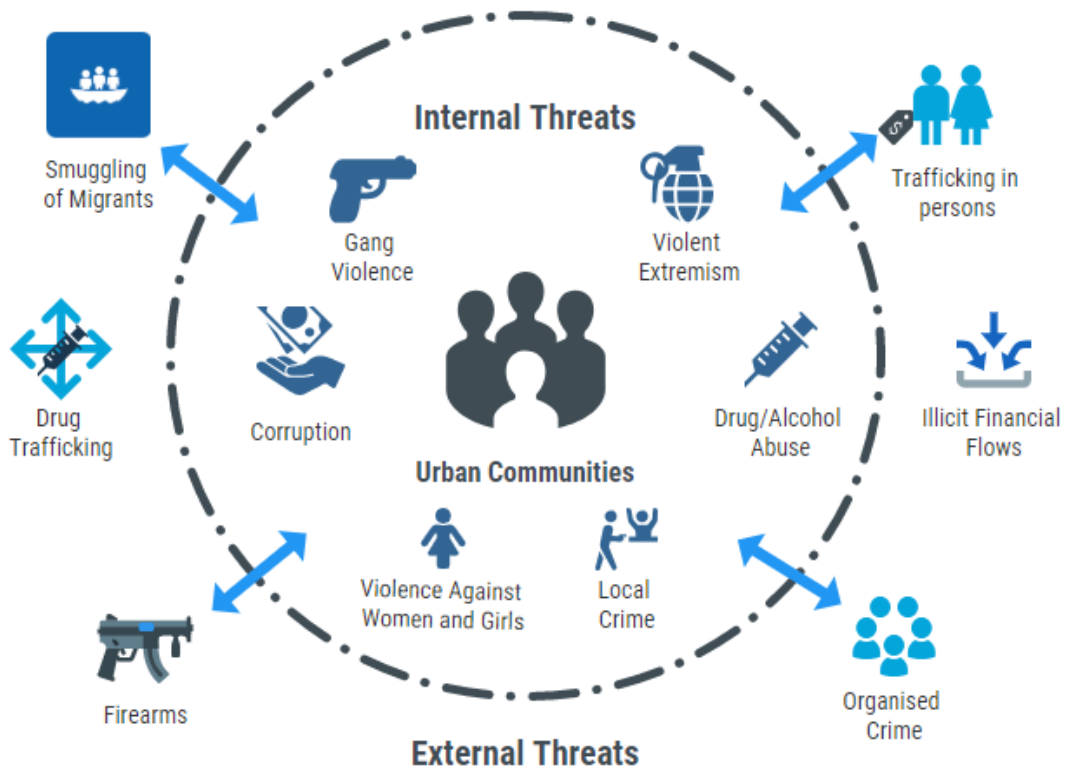 Internal Threats
Smuggling
of Migrants
Trafficking in
persons
Gang
Violence
Violent
Extremism
Drug
Trafficking
Corruption
Drug/Alcohol
Abuse
Illicit Financial
Flows
Urban Communities
Violence Against
Women and Girls
Local
Crime
Firearms
Organised
Crime
External Threats
$